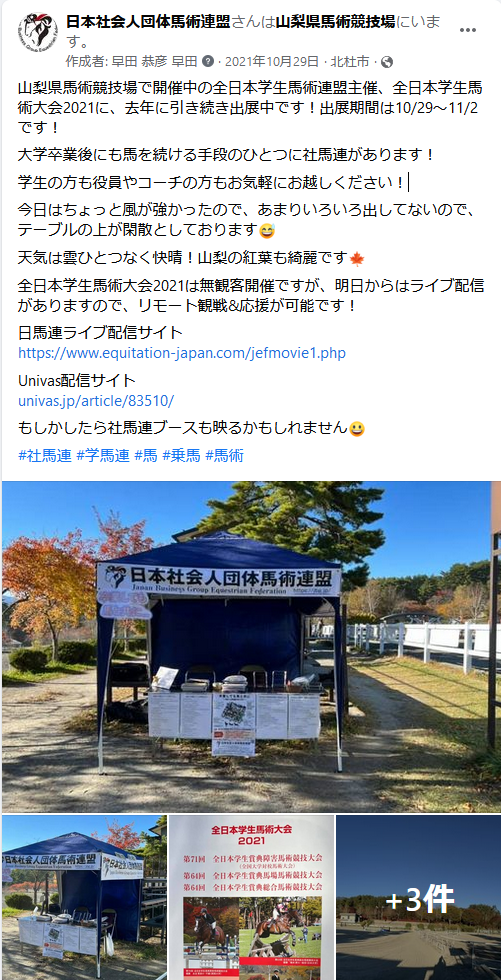 日本社会人団体馬術連盟さんは山梨県馬術競技場にいま
す。
作成者: 早田 恭彦 早田 · 2021年10月29日 · 北杜市 ·
山梨県馬術競技場で開催中の全日本学生馬術連盟主催、全日本学生馬
術大会2021に、去年に引き続き出展中です！出展期間は10/29～11/2
です！
大学卒業後にも馬を続ける手段のひとつに社馬連があります！
学生の方も役員やコーチの方もお気軽にお越しください！
今日はちょっと風が強かったので、あまりいろいろ出してないので、
テーブルの上が閑散としております😅
天気は雲ひとつなく快晴！山梨の紅葉も綺麗です🍁
全日本学生馬術大会2021は無観客開催ですが、明日からはライブ配信
がありますので、リモート観戦&応援が可能です！
日馬連ライブ配信サイト
https://www.equitation-japan.com/jefmovie1.php
Univas配信サイト
univas.jp/article/83510/
もしかしたら社馬連ブースも映るかもしれません😃
#社馬連 #学馬連 #馬 #乗馬 #馬術
日本社会人団体馬術連盟
Japan Business Group Equestrian Federation
日本社会人団体馬術連盟
全日本学生馬術大会
2021
第71回 全日本学生賞典障害馬術競技大会
第64回 全日本学生賞典馬場馬術競技大会
第64回 全日本学生賞典総合馬術競技大会
+3件